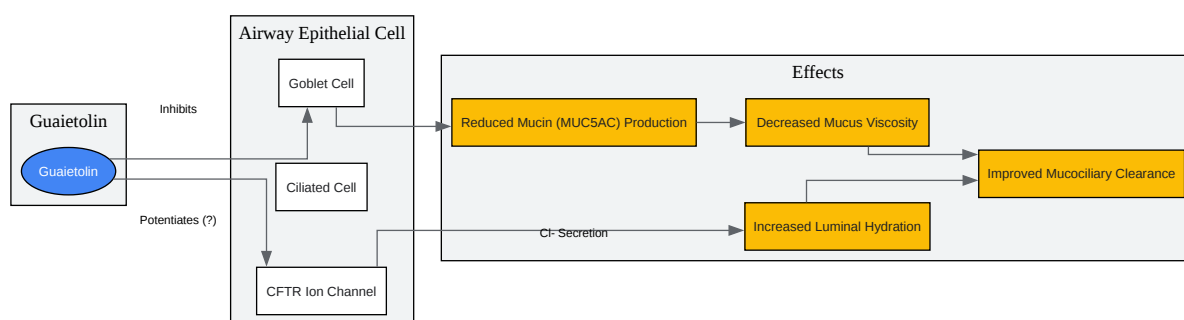 Guaietolin
Guaietolin
Inhibits
Potentiates (?)
Airway Epithelial Cell
Goblet Cell
Ciliated Cell
CFTR Ion Channel
Effects
Reduced Mucin (MUC5AC) Production
Decreased Mucus Viscosity
Improved Mucociliary Clearance
Increased Luminal Hydration
Cl- Secretion